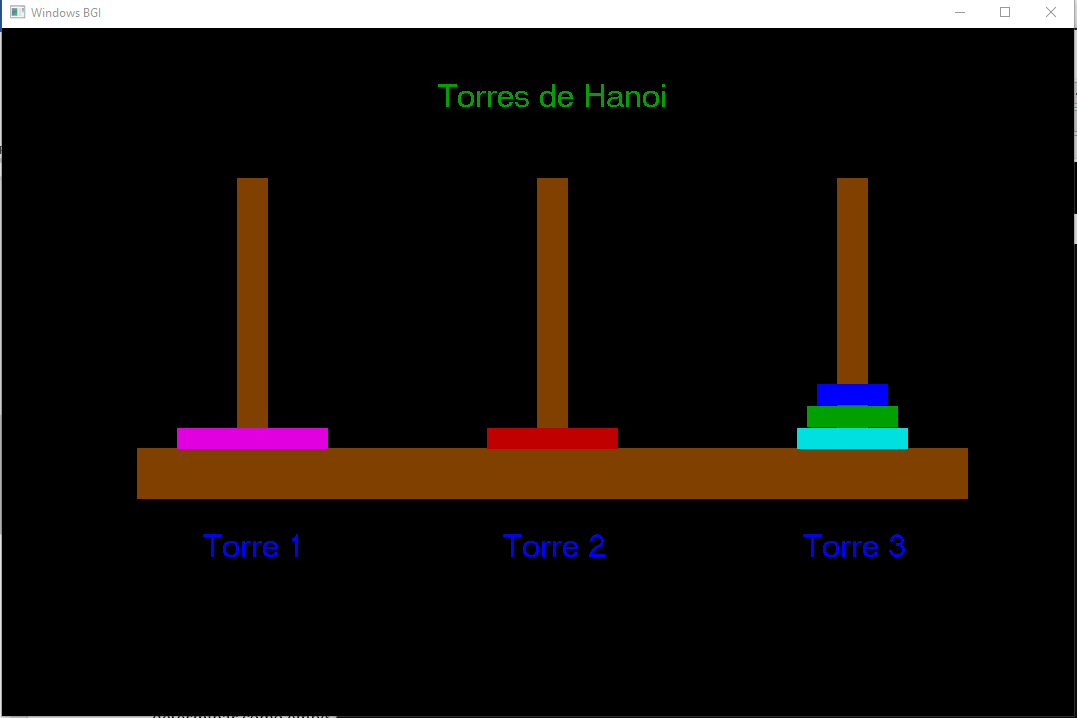 Windows BGI
Torres de Hanoi
Torre 1
Torre 2
Torre 3